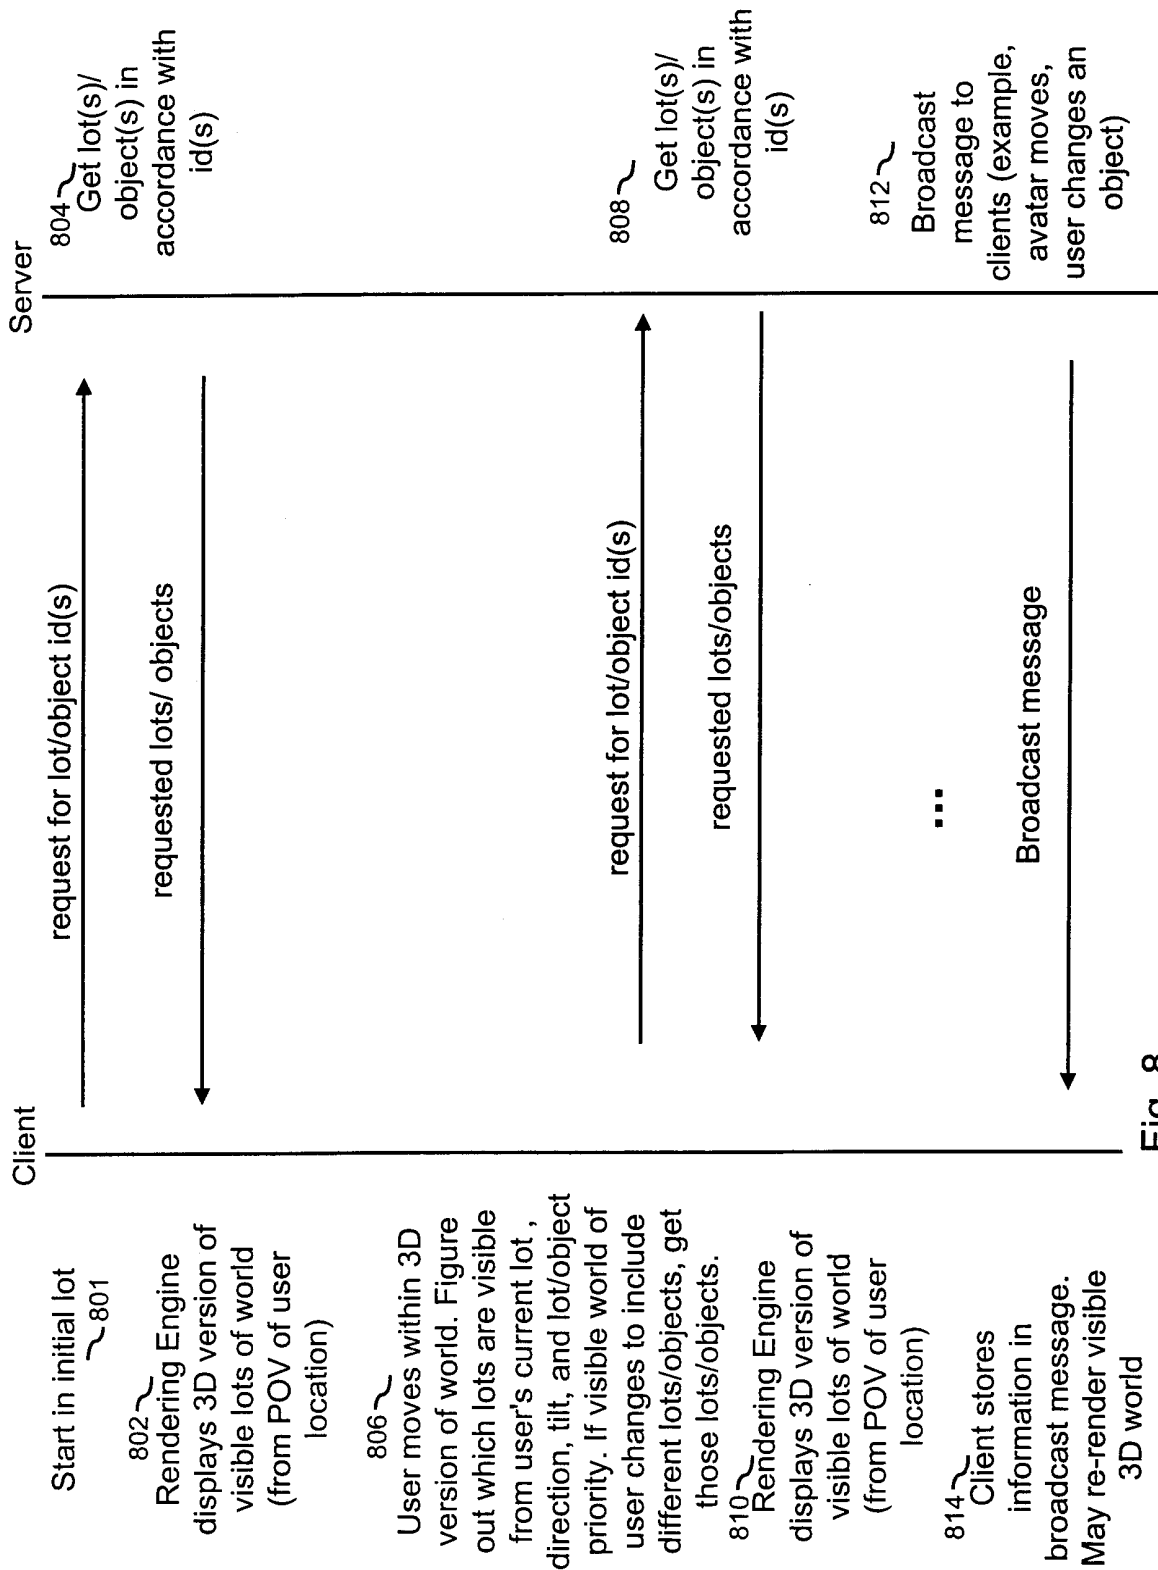 Client
Server
Start in initial lot
801
request for lot/object id(s)
804
Get lot(s)/
object(s) in
accordance with
id(s)
802
Rendering Engine
displays 3D version of
visible lots of world
(from POV of user
location)
requested lots/ objects
806
User moves within 3D
version of world. Figure
out which lots are visible
from user's current lot ,
direction, tilt, and lot/object
priority. If visible world of
user changes to include
different lots/objects, get
those lots/objects.
request for lot/object id(s)
808
Get lot(s)/
object(s) in
accordance with
id(s)
810
Rendering Engine
displays 3D version of
visible lots of world
(from POV of user
location)
requested lots/objects
...
812
Broadcast
message to
clients (example,
avatar moves,
user changes an
object)
Broadcast message
814
Client stores
information in
broadcast message.
May re-render visible
3D world
Fig. 8